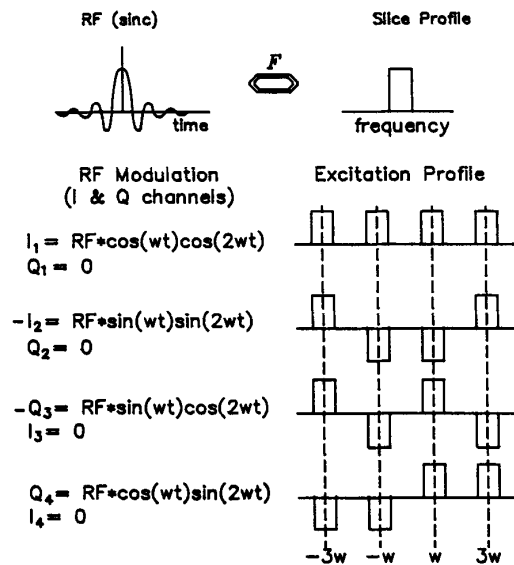 RF (sinc)
Slice Profile
F
time
frequency
RF Modulation
(I & Q channels)
Excitation Profile
I₁= RF*cos(wt)cos(2wt)
Q₁= 0
-I₂= RF*sin(wt)sin(2wt)
Q₂= 0
-Q₃= RF*sin(wt)cos(2wt)
I₃= 0
Q₄= RF*cos(wt)sin(2wt)
I₄= 0
-3w -w w 3w